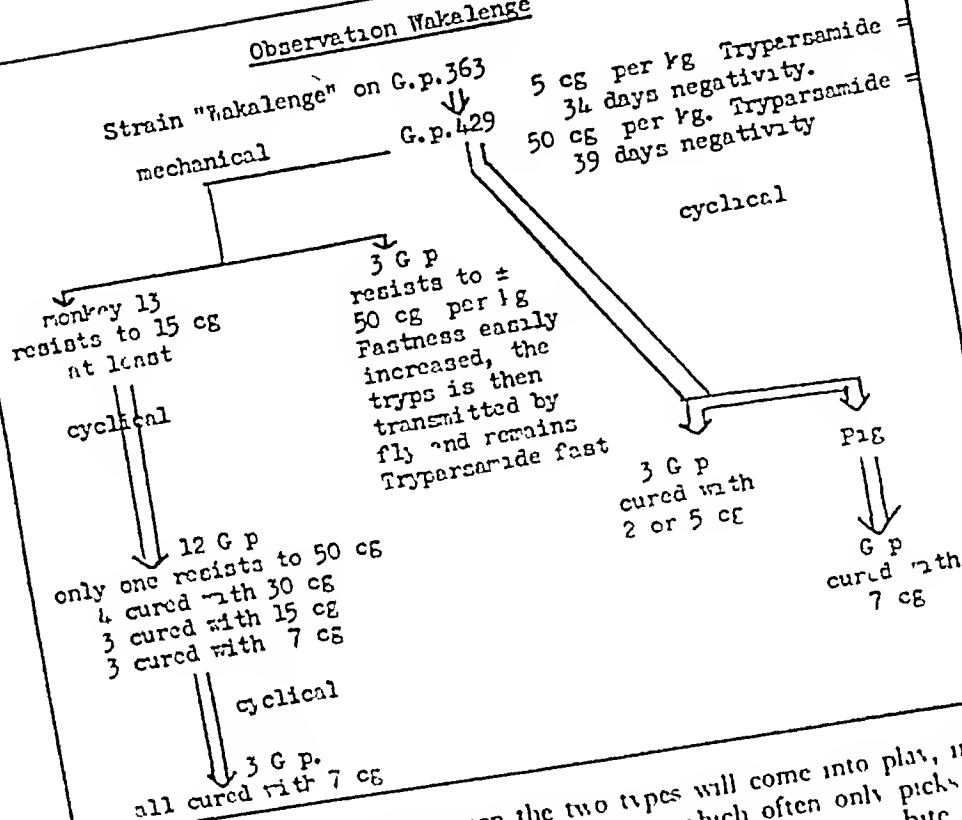 Observation Wakalenge
Strain "Wakalenge" on G.p.363
G.p.429
5 cg per kg Tryparsamide =
34 days negativity.
50 cg per kg. Tryparsamide =
39 days negativity
mechanical
cyclical
monkey 13
resists to 15 cg
at least
3 G p
resists to ±
50 cg per kg
Fastness easily
increased, the
tryps is then
transmitted by
fly and remains
Tryparsamide fast
cyclical
3 G p
cured with
2 or 5 cg
Pig
G p
cured with
7 cg
12 G p
only one resists to 50 cg
4 cured with 30 cg
3 cured with 15 cg
3 cured with 7 cg
cyclical
3 G p.
all cured with 7 cg
the two types will come into play,
which often only picks
bite